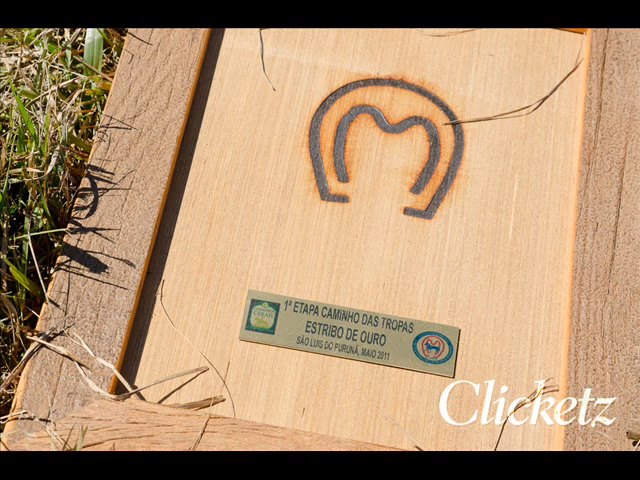 1ª ETAPA CAMINHO DAS TROPAS
ESTRIBO DE OURO
SÃO LUIS DO PURUNÃ, MAIO 2011
Clicketz